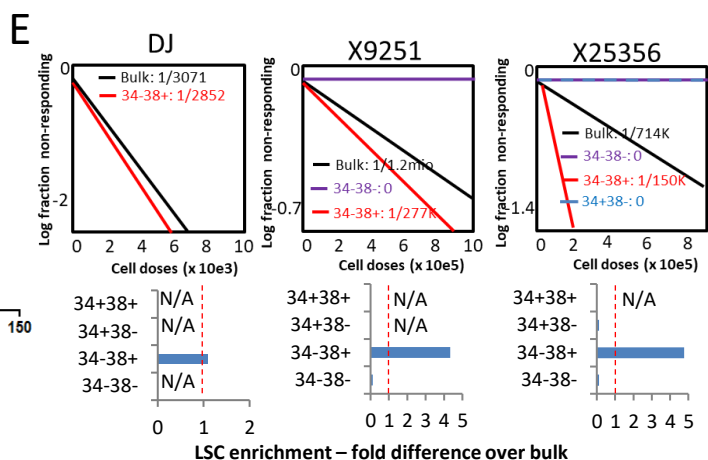 E
DJ
X9251
X25356
Log fraction non-responding
0
-2
Bulk: 1/3071
34-38+: 1/2852
0 2 4 6 8 10
Cell doses (x 10e3)
Log fraction non-responding
0
-0.7
Bulk: 1/1.2mio
34-38-: 0
34-38+: 1/277K
0 2 4 6 8 10
Cell doses (x 10e5)
Log fraction non-responding
0
-1.4
Bulk: 1/714K
34-38-: 0
34-38+: 1/150K
34+38-: 0
0 2 4 6 8
Cell doses (x 10e5)
150
34+38+ N/A
34+38- N/A
34-38+
34-38- N/A
0 1 2
34+38+ N/A
34+38- N/A
34-38+
34-38-
0 1 2 3 4 5
34+38+ N/A
34+38-
34-38+
34-38-
0 1 2 3 4 5
LSC enrichment – fold difference over bulk